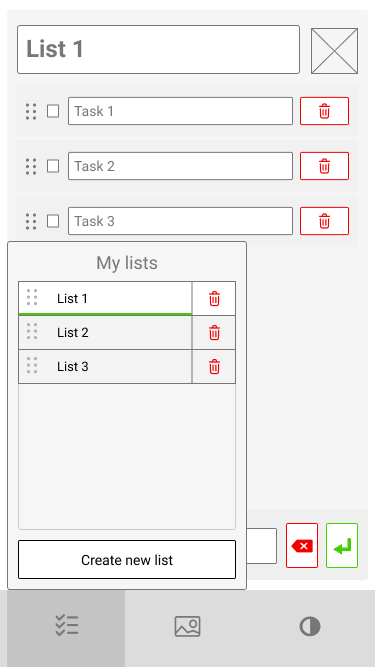 List 1
Task 1
Task 2
Task 3
My lists
List 1
List 2
List 3
Create new list